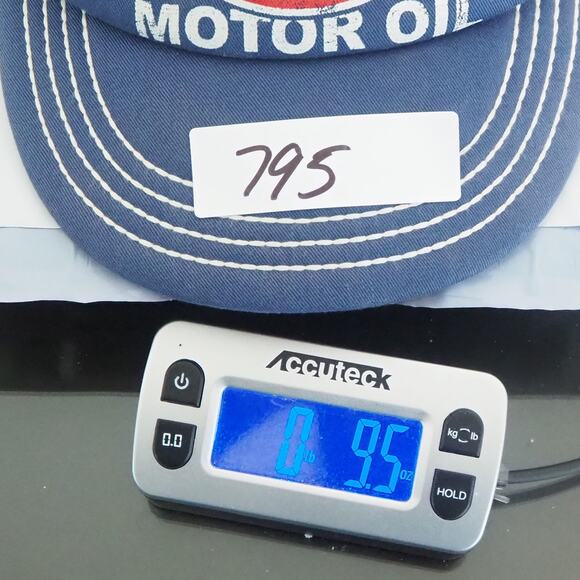 MOTOR OIL
795
Accuteck
0.0
0 lb 9.5 oz
kg lb
HOLD